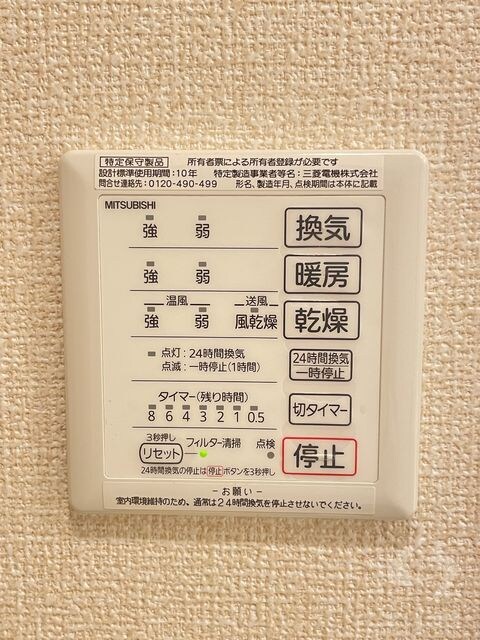 特定保守製品 所有者票による所有者登録が必要です
設計標準使用期間:10年 特定製造事業者等名:三菱電機株式会社
問合せ連絡先:0120-490-499 形名、製造年月、点検期間は本体に記載
MITSUBISHI
強 弱 換気
強 弱 暖房
温風 送風
強 弱 風乾燥 乾燥
点灯:24時間換気
点滅:一時停止(1時間)
24時間換気
一時停止
タイマー(残り時間)
8 6 4 3 2 1 0.5
切タイマー
3秒押し
リセット フィルター清掃 点検
停止
24時間換気の停止は停止ボタンを3秒押し
-お願い-
室内環境維持のため、通常は24時間換気を停止させないでください。